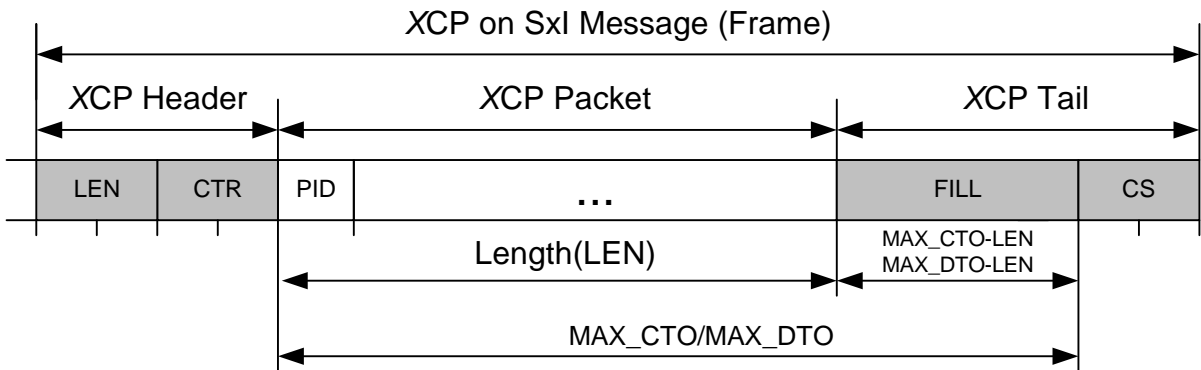 XCP on SxI Message (Frame)
XCP Header
XCP Packet
XCP Tail
LEN
CTR
PID
...
FILL
CS
Length(LEN)
MAX_CTO-LEN
MAX_DTO-LEN
MAX_CTO/MAX_DTO